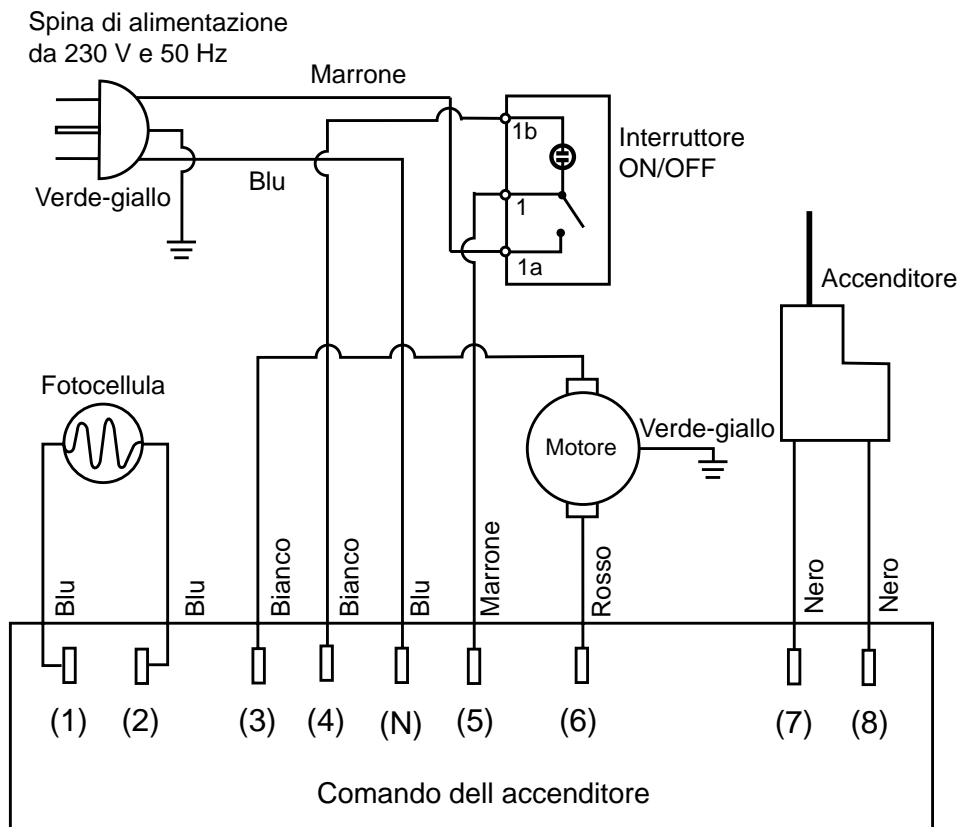 Spina di alimentazione
da 230 V e 50 Hz
Marrone
1b
Interruttore
ON/OFF
Blu
Verde-giallo
1
1a
Accenditore
Fotocellula
Verde-giallo
Motore
Blu
Blu
Bianco
Bianco
Blu
Marrone
Rosso
Nero
Nero
(1)
(2)
(3)
(4)
(N)
(5)
(6)
(7)
(8)
Comando dell accenditore